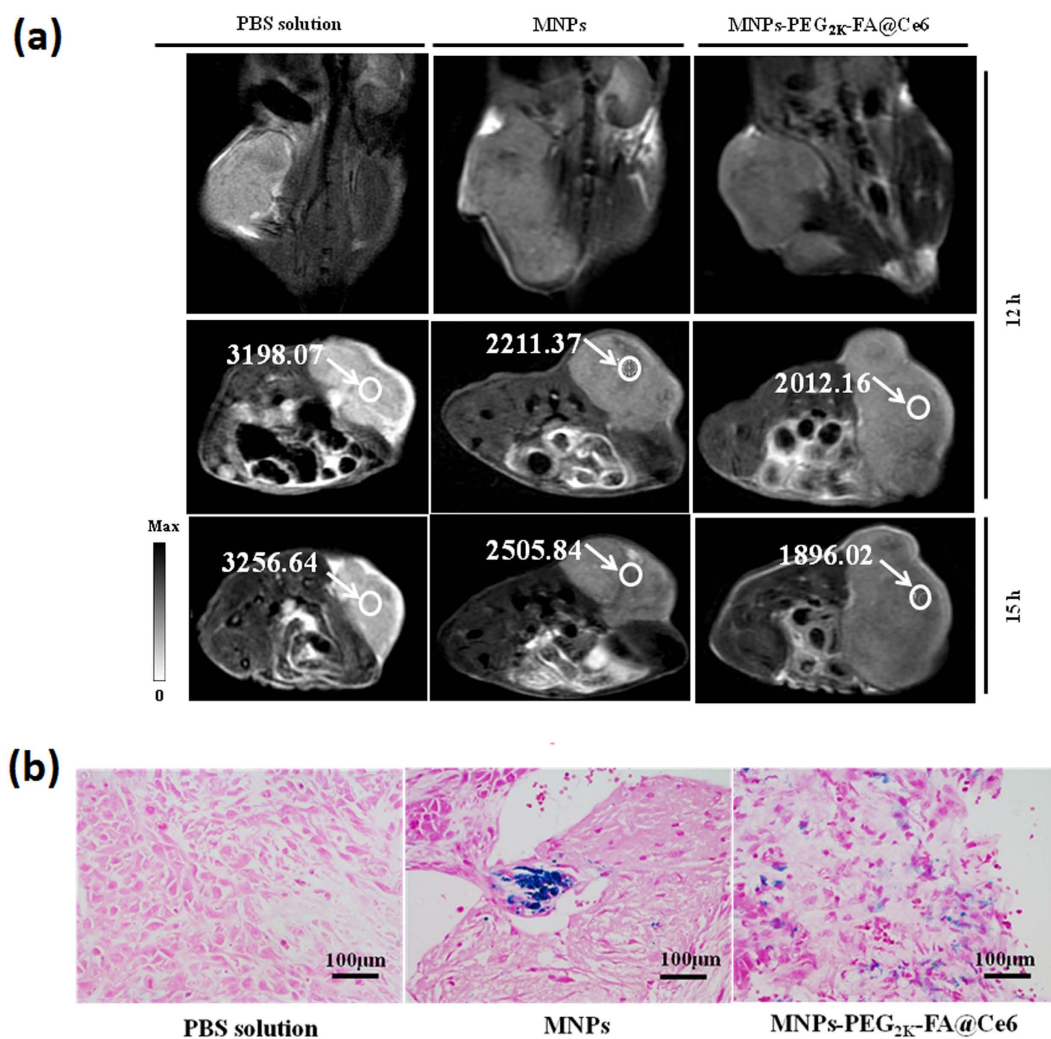 (a)
PBS solution
MNPs
MNPs-PEG2K-FA@Ce6
12 h
3198.07
2211.37
2012.16
Max
0
3256.64
2505.84
1896.02
15 h
(b)
100μm
100μm
100μm
PBS solution
MNPs
MNPs-PEG2K-FA@Ce6